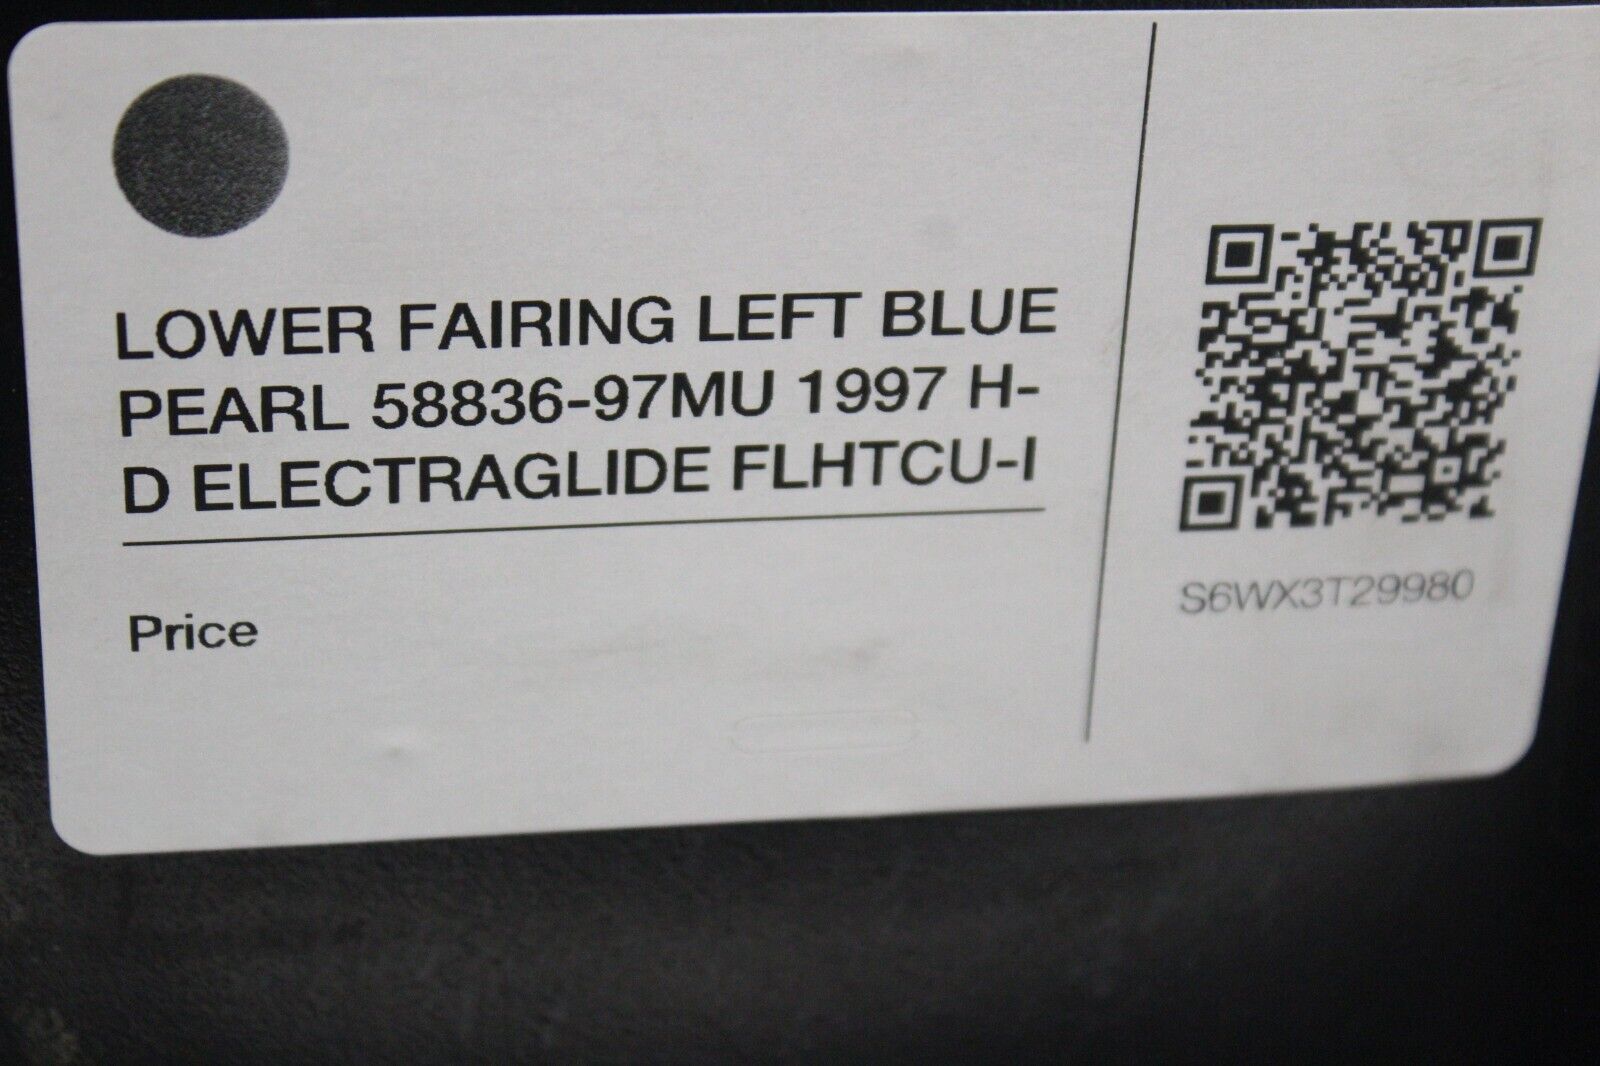 LOWER FAIRING LEFT BLUE
PEARL 58836-97MU 1997 H-
D ELECTRAGLIDE FLHTCU-I
Price
S6WX3T29980